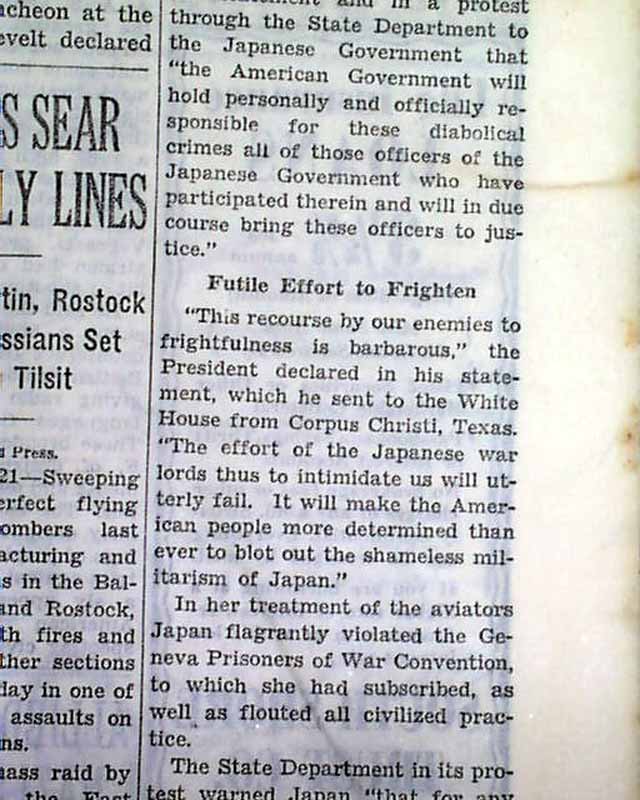 cheon at the
evelt declared
S SEAR
LY LINES
tin, Rostock
ssians Set
Tilsit
Press.
21—Sweeping
erfect flying
ombers last
acturing and
s in the Bal-
and Rostock,
th fires and
ther sections
day in one of
assaults on
ns.
mass raid by
the East
and in a protest
through the State Department to
the Japanese Government that
"the American Government will
hold personally and officially re-
sponsible for these diabolical
crimes all of those officers of the
Japanese Government who have
participated therein and will in due
course bring these officers to jus-
tice."
Futile Effort to Frighten
"This recourse by our enemies to
frightfulness is barbarous," the
President declared in his state-
ment, which he sent to the White
House from Corpus Christi, Texas.
"The effort of the Japanese war
lords thus to intimidate us will ut-
terly fail. It will make the Amer-
ican people more determined than
ever to blot out the shameless mil-
itarism of Japan."
In her treatment of the aviators
Japan flagrantly violated the Ge-
neva Prisoners of War Convention,
to which she had subscribed, as
well as flouted all civilized prac-
tice.
The State Department in its pro-
test warned Japan "that for any